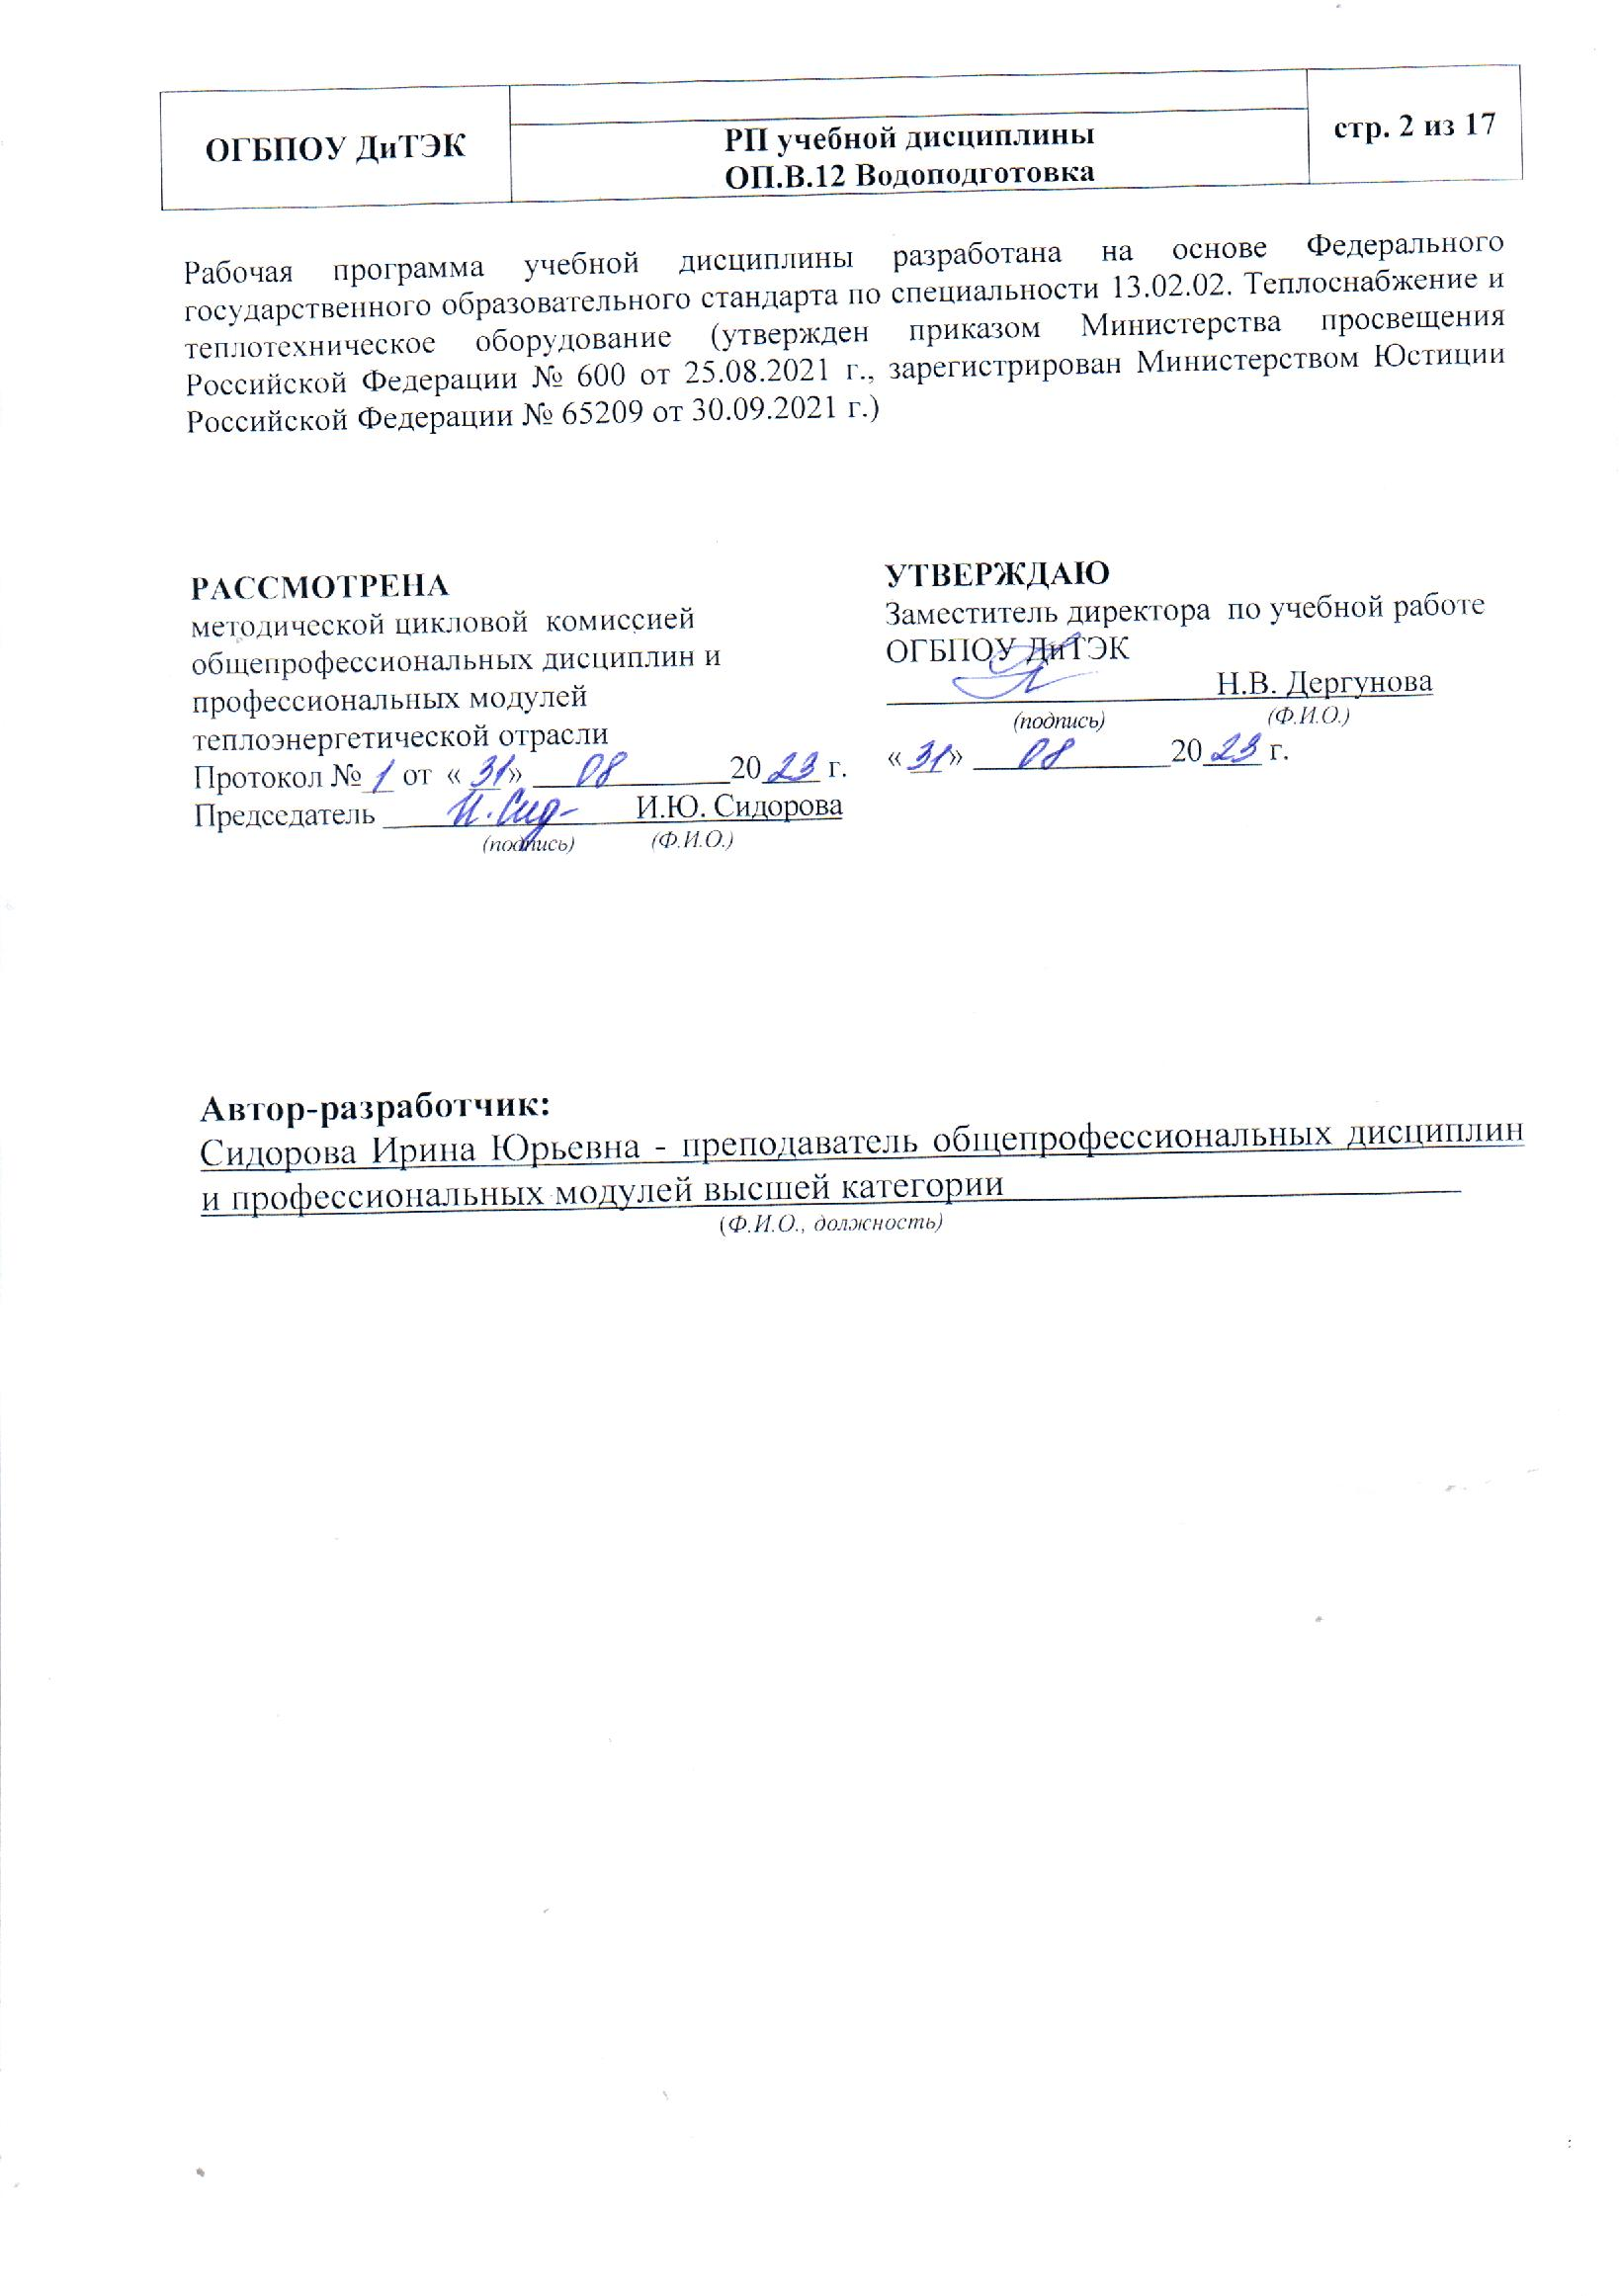 ОГБПОУ ДиТЭК
РП учебной дисциплины
ОП.В.12 Водоподготовка
стр. 2 из 17
Рабочая программа учебной дисциплины разработана на основе Федерального
государственного образовательного стандарта по специальности 13.02.02. Теплоснабжение и
теплотехническое оборудование (утвержден приказом Министерства просвещения
Российской Федерации № 600 от 25.08.2021 г., зарегистрирован Министерством Юстиции
Российской Федерации № 65209 от 30.09.2021 г.)
РАССМОТРЕНА
методической цикловой комиссией
общепрофессиональных дисциплин и
профессиональных модулей
теплоэнергетической отрасли
Протокол № 1 от « 31» 08 20 23 г.
Председатель И. Сид- И.Ю. Сидорова
(подпись) (Ф.И.О.)
УТВЕРЖДАЮ
Заместитель директора по учебной работе
ОГБПОУ ДиТЭК
Н.В. Дергунова
(подпись) (Ф.И.О.)
« 31» 08 20 23 г.
Автор-разработчик:
Сидорова Ирина Юрьевна - преподаватель общепрофессиональных дисциплин
и профессиональных модулей высшей категории
(Ф.И.О., должность)